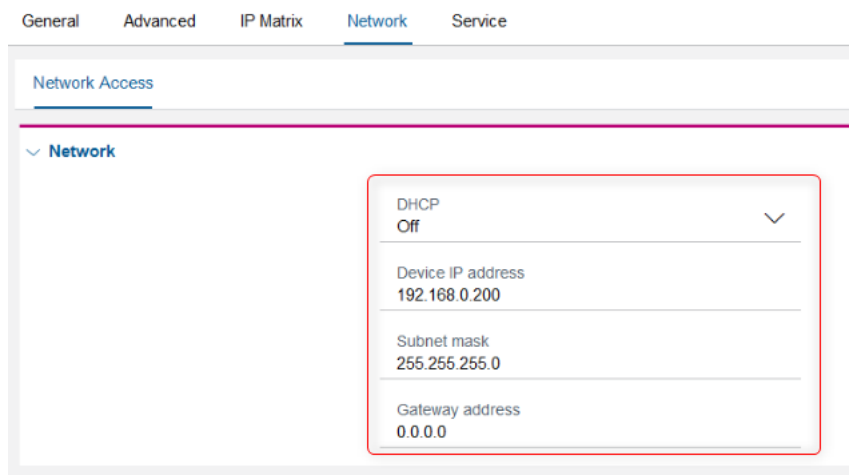 General Advanced IP Matrix Network Service
Network Access
Network
DHCP
Off
Device IP address
192.168.0.200
Subnet mask
255.255.255.0
Gateway address
0.0.0.0